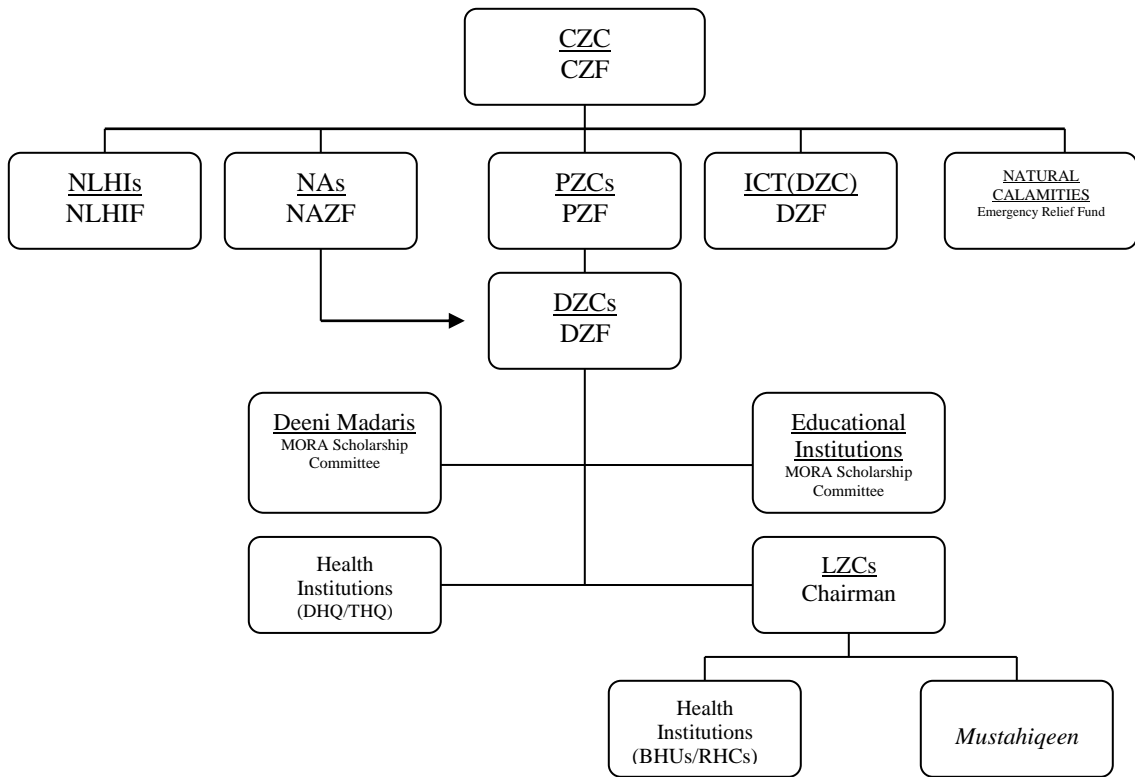 CZC
CZF
NLHIs
NLHIF
NAs
NAZF
PZCs
PZF
ICT(DZC)
DZF
NATURAL
CALAMITIES
Emergency Relief Fund
DZCs
DZF
Deeni Madaris
MORA Scholarship
Committee
Educational
Institutions
MORA Scholarship
Committee
Health
Institutions
(DHQ/THQ)
LZCs
Chairman
Health
Institutions
(BHUs/RHCs)
Mustahiqeen